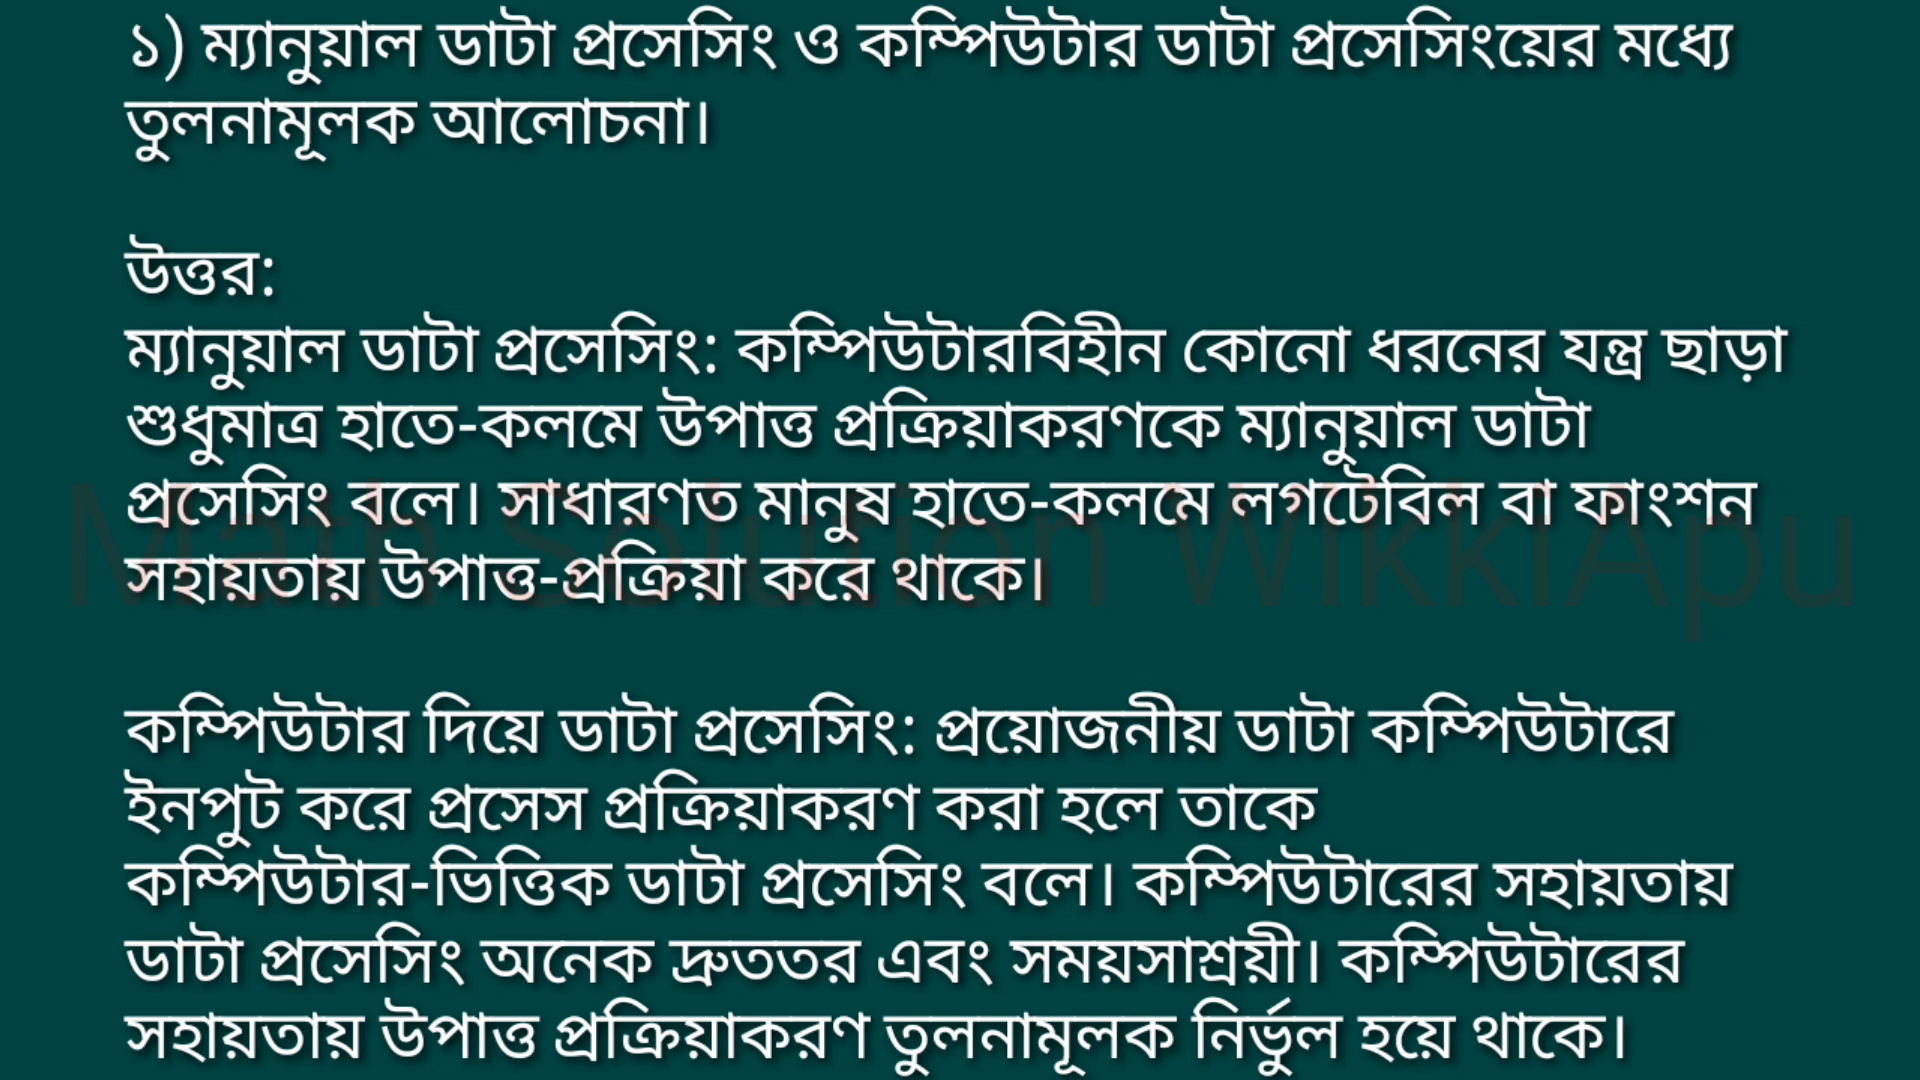 ১) ম্যানুয়াল ডাটা প্রসেসিং ও কম্পিউটার ডাটা প্রসেসিংয়ের মধ্যে
তুলনামূলক আলোচনা।
উত্তর:
ম্যানুয়াল ডাটা প্রসেসিং: কম্পিউটারবিহীন কোনো ধরনের যন্ত্র ছাড়া
শুধুমাত্র হাতে-কলমে উপাত্ত প্রক্রিয়াকরণকে ম্যানুয়াল ডাটা
প্রসেসিং বলে। সাধারণত মানুষ হাতে-কলমে লগটেবিল বা ফাংশন
Math Solution WikkiApu
সহায়তায় উপাত্ত-প্রক্রিয়া করে থাকে।
কম্পিউটার দিয়ে ডাটা প্রসেসিং: প্রয়োজনীয় ডাটা কম্পিউটারে
ইনপুট করে প্রসেস প্রক্রিয়াকরণ করা হলে তাকে
কম্পিউটার-ভিত্তিক ডাটা প্রসেসিং বলে। কম্পিউটারের সহায়তায়
ডাটা প্রসেসিং অনেক দ্রুততর এবং সময়সাশ্রয়ী। কম্পিউটারের
সহায়তায় উপাত্ত প্রক্রিয়াকরণ তুলনামূলক নির্ভুল হয়ে থাকে।